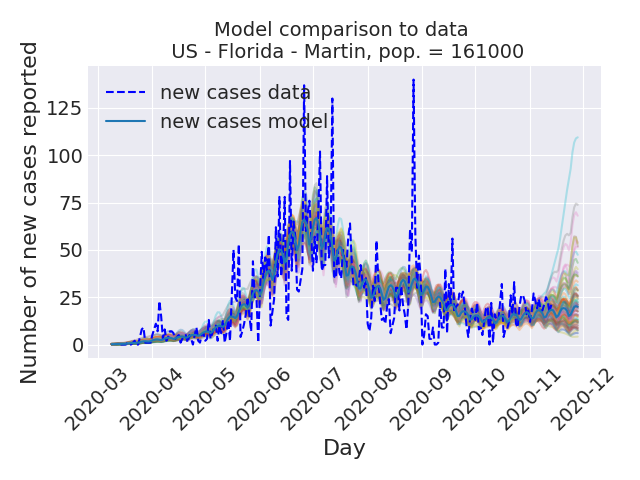 Model comparison to data
US - Florida - Martin, pop. = 161000
Number of new cases reported
new cases data
new cases model
125
100
75
50
25
0
2020-03
2020-04
2020-05
2020-06
2020-07
2020-08
2020-09
2020-10
2020-11
2020-12
Day